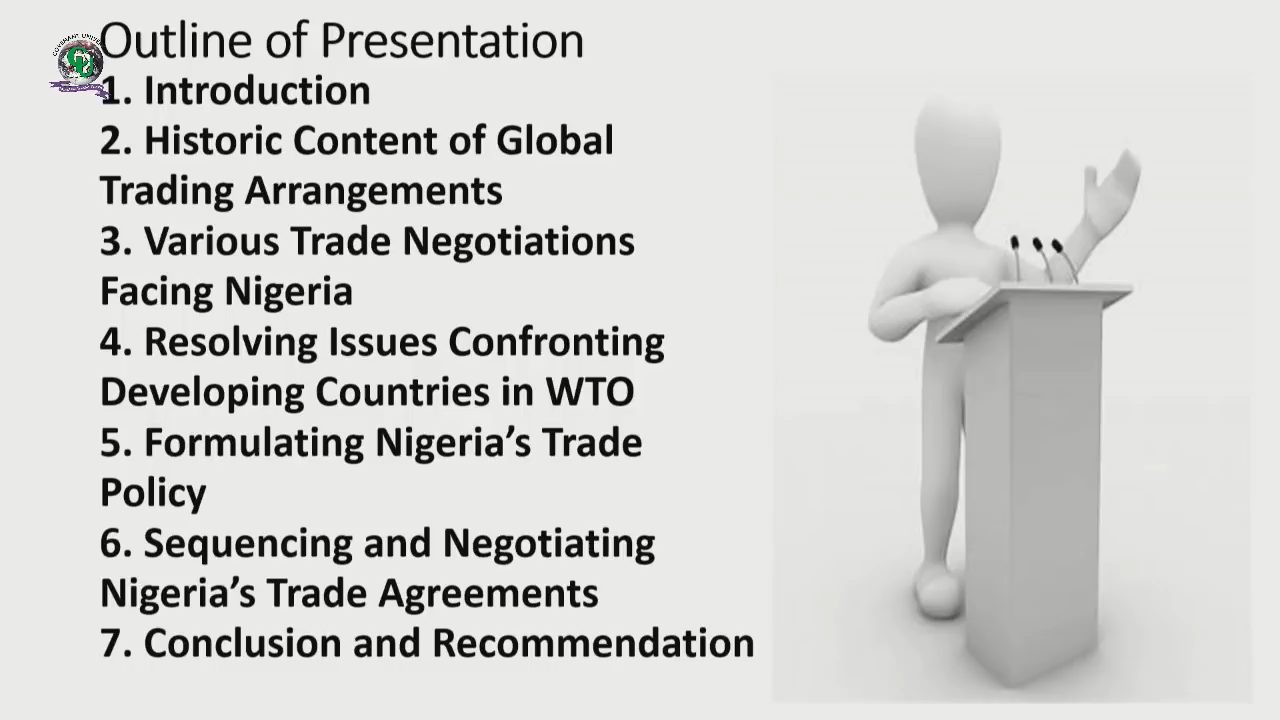 Outline of Presentation
1. Introduction
2. Historic Content of Global
Trading Arrangements
3. Various Trade Negotiations
Facing Nigeria
4. Resolving Issues Confronting
Developing Countries in WTO
5. Formulating Nigeria’s Trade
Policy
6. Sequencing and Negotiating
Nigeria’s Trade Agreements
7. Conclusion and Recommendation